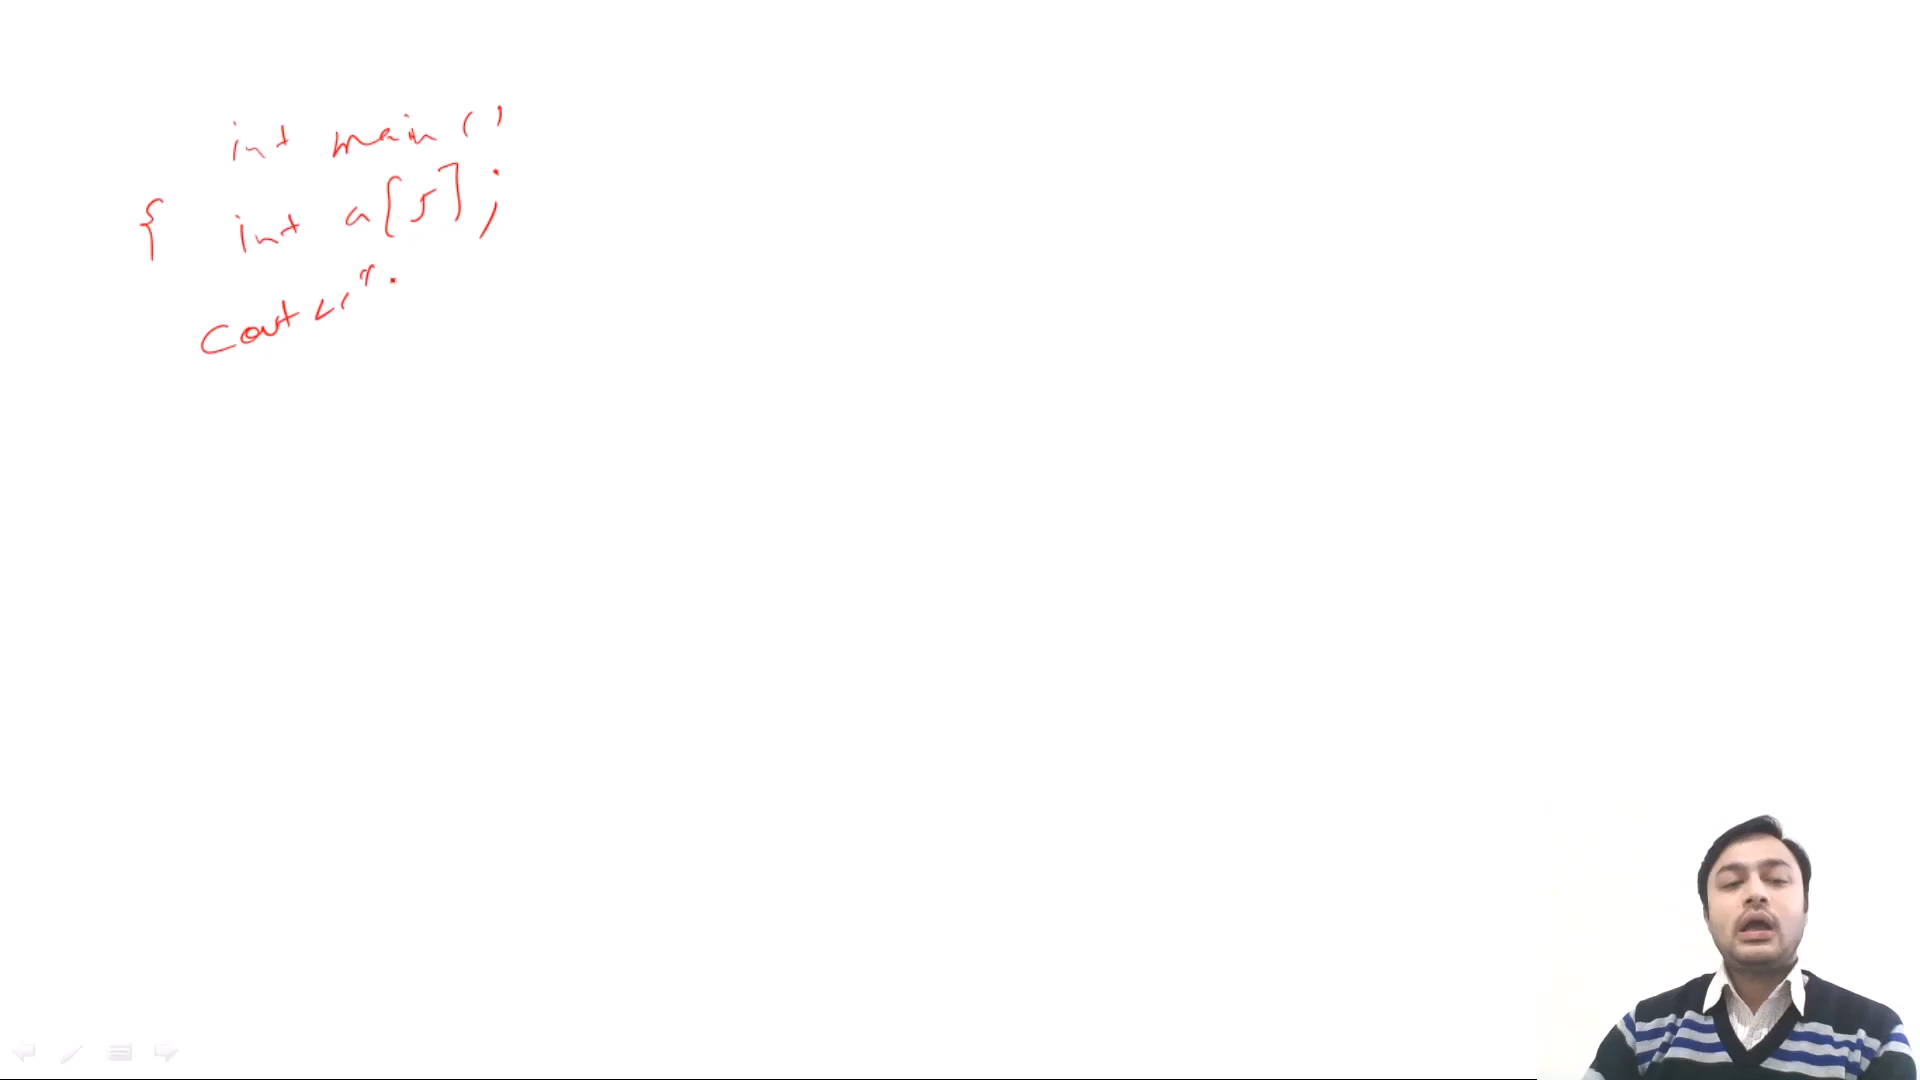 int main ()
{ int a[5];
cout<<"